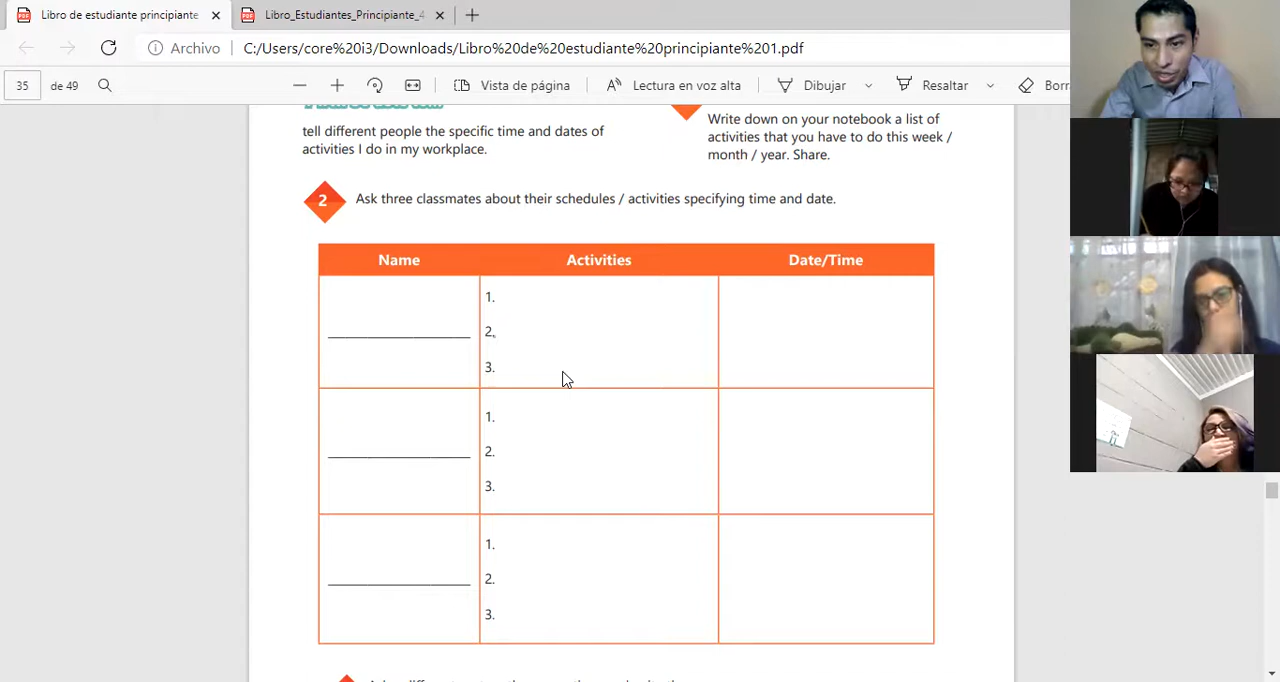 Libro de estudiante principiante
Libro_Estudiantes_Principiante_4
Archivo
C:/Users/core%20i3/Downloads/Libro%20de%20estudiante%20principiante%201.pdf
35 de 49
Vista de página
Lectura en voz alta
Dibujar
Resaltar
Borr
tell different people the specific time and dates of
activities I do in my workplace.
Write down on your notebook a list of
activities that you have to do this week /
month / year. Share.
2 Ask three classmates about their schedules / activities specifying time and date.
Name Activities Date/Time
1.
2.
3.
1.
2.
3.
1.
2.
3.